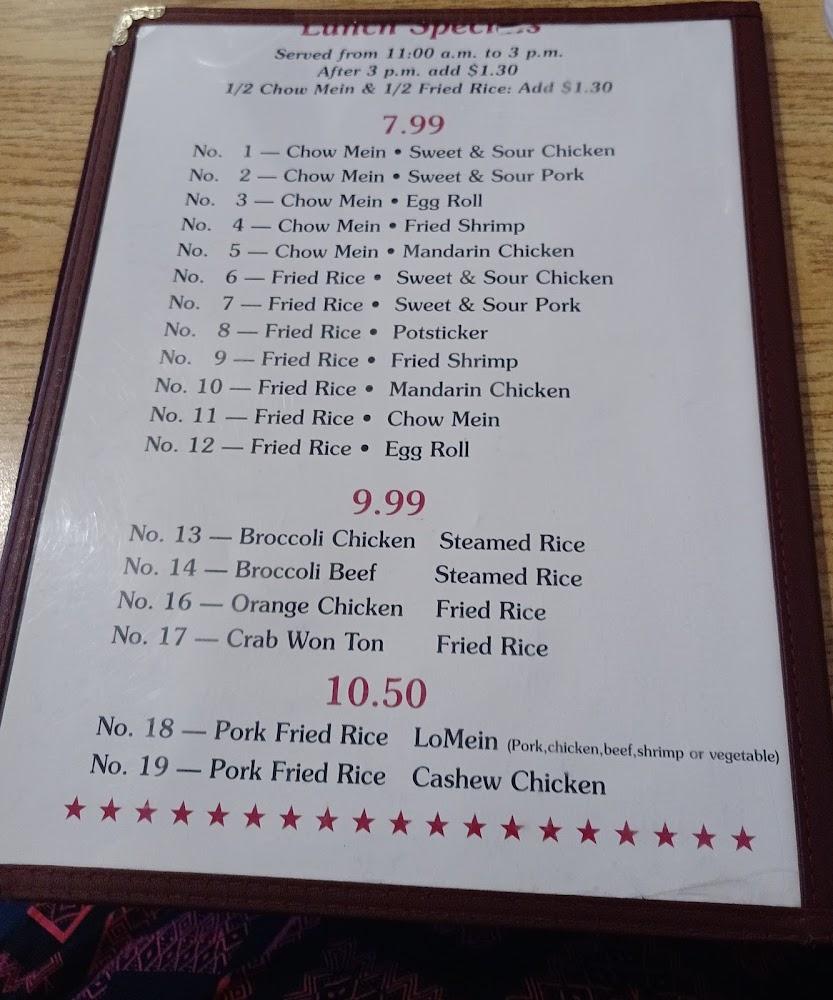 Lunch Specials
Served from 11:00 a.m. to 3 p.m.
After 3 p.m. add $1.30
1/2 Chow Mein & 1/2 Fried Rice: Add $1.30
7.99
No. 1 — Chow Mein • Sweet & Sour Chicken
No. 2 — Chow Mein • Sweet & Sour Pork
No. 3 — Chow Mein • Egg Roll
No. 4 — Chow Mein • Fried Shrimp
No. 5 — Chow Mein • Mandarin Chicken
No. 6 — Fried Rice • Sweet & Sour Chicken
No. 7 — Fried Rice • Sweet & Sour Pork
No. 8 — Fried Rice • Potsticker
No. 9 — Fried Rice • Fried Shrimp
No. 10 — Fried Rice • Mandarin Chicken
No. 11 — Fried Rice • Chow Mein
No. 12 — Fried Rice • Egg Roll
9.99
No. 13 — Broccoli Chicken Steamed Rice
No. 14 — Broccoli Beef Steamed Rice
No. 16 — Orange Chicken Fried Rice
No. 17 — Crab Won Ton Fried Rice
10.50
No. 18 — Pork Fried Rice LoMein (Pork,chicken,beef,shrimp or vegetable)
No. 19 — Pork Fried Rice Cashew Chicken